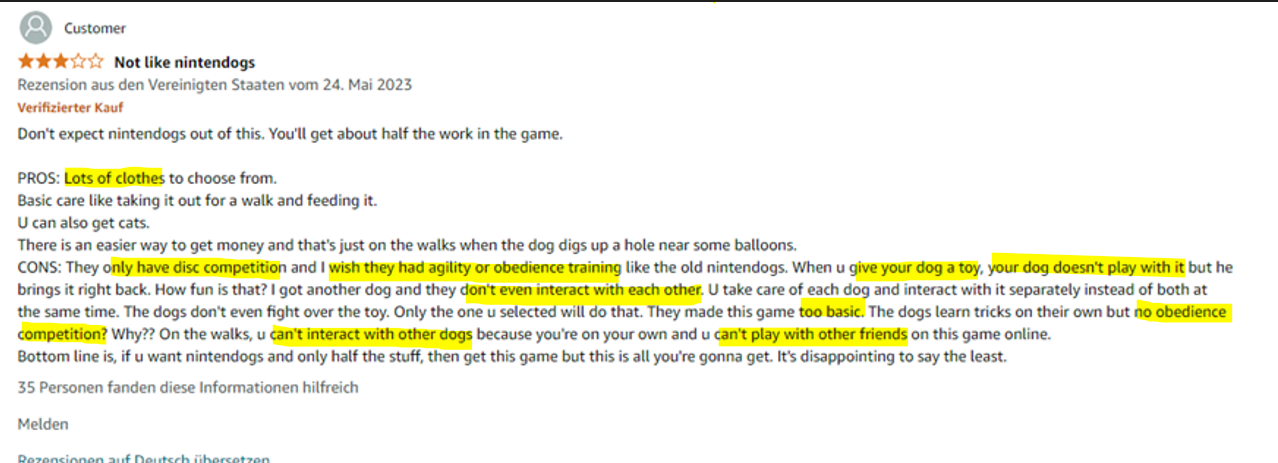 Customer
Not like nintendogs
Rezension aus den Vereinigten Staaten vom 24. Mai 2023
Verifizierter Kauf
Don't expect nintendogs out of this. You'll get about half the work in the game.
PROS: Lots of clothes to choose from.
Basic care like taking it out for a walk and feeding it.
U can also get cats.
There is an easier way to get money and that's just on the walks when the dog digs up a hole near some balloons.
CONS: They only have disc competition and I wish they had agility or obedience training like the old nintendogs. When u give your dog a toy, your dog doesn't play with it but he
brings it right back. How fun is that? I got another dog and they don't even interact with each other. U take care of each dog and interact with it separately instead of both at
the same time. The dogs don't even fight over the toy. Only the one u selected will do that. They made this game too basic. The dogs learn tricks on their own but no obedience
competition? Why?? On the walks, u can't interact with other dogs because you're on your own and u can't play with other friends on this game online.
Bottom line is, if u want nintendogs and only half the stuff, then get this game but this is all you're gonna get. It's disappointing to say the least.
35 Personen fanden diese Informationen hilfreich
Melden
Rezensionen auf Deutsch übersetzen